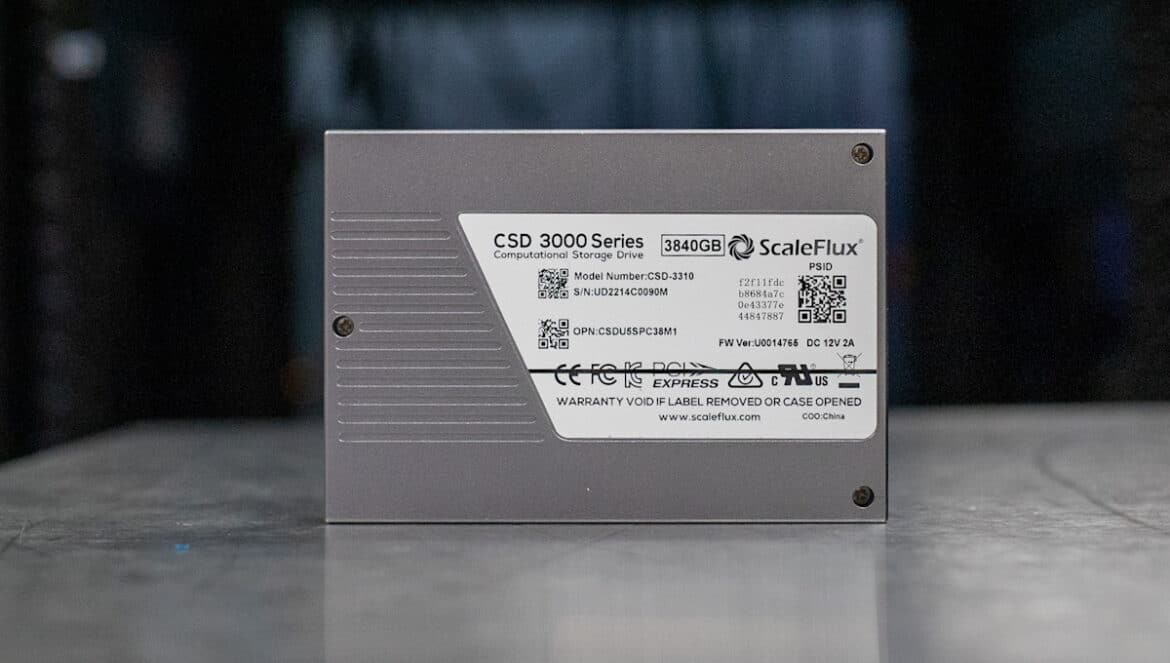 CSD 3000 Series
Computational Storage Drive
3840GB
ScaleFlux®
Model Number:CSD-3310
S/N:UD2214C0090M
PSID
f2f11fdc
b8684a7c
0e43377e
44847887
OPN:CSDU5SPC38M1
FW Ver:U0014765 DC 12V 2A
CE FC PCI EXPRESS C US
WARRANTY VOID IF LABEL REMOVED OR CASE OPENED
www.scaleflux.com
COO:China